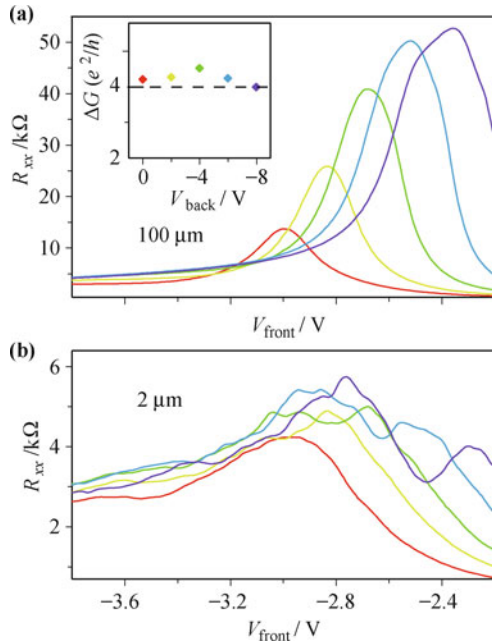 (a)
50
40
30
20
10
R_xx /kΩ
6
4
2
ΔG (e²/h)
0 −4 −8
V_back / V
100 μm
V_front / V
(b)
6
4
2
R_xx /kΩ
2 μm
−3.6 −3.2 −2.8 −2.4
V_front / V